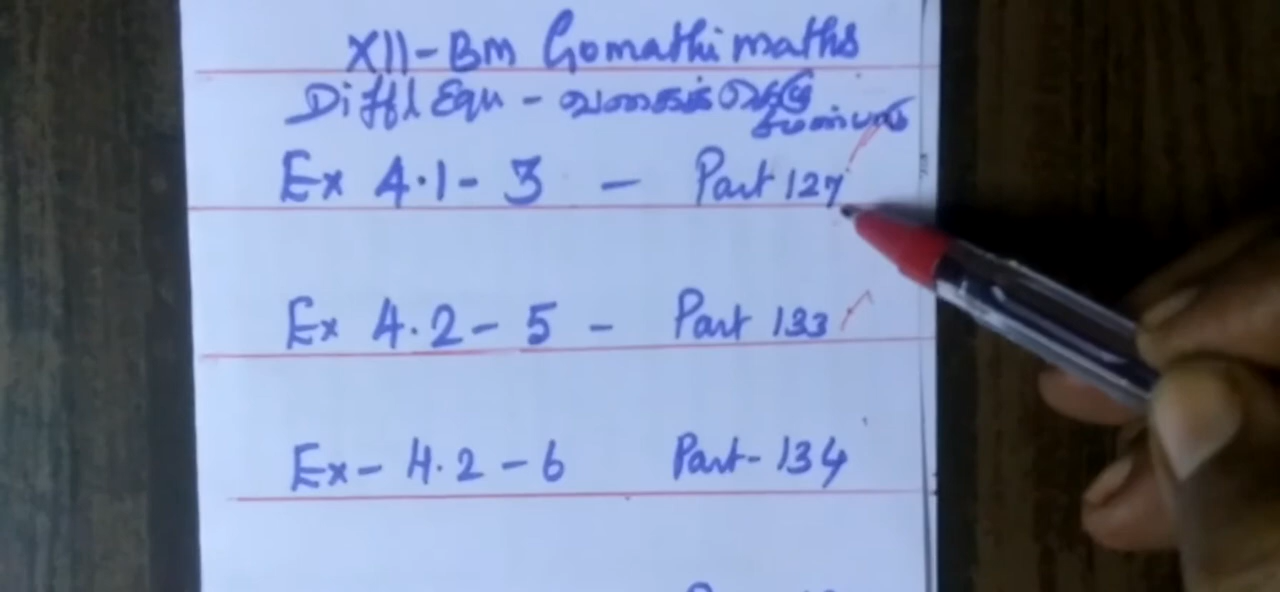 XII-BM Gomathi maths
Diffl Equ - வகைக்கெழு
சமன்பாடு
Ex 4.1 - 3 - Part 127
Ex 4.2 - 5 - Part 133
Ex - 4.2 - 6 Part - 134